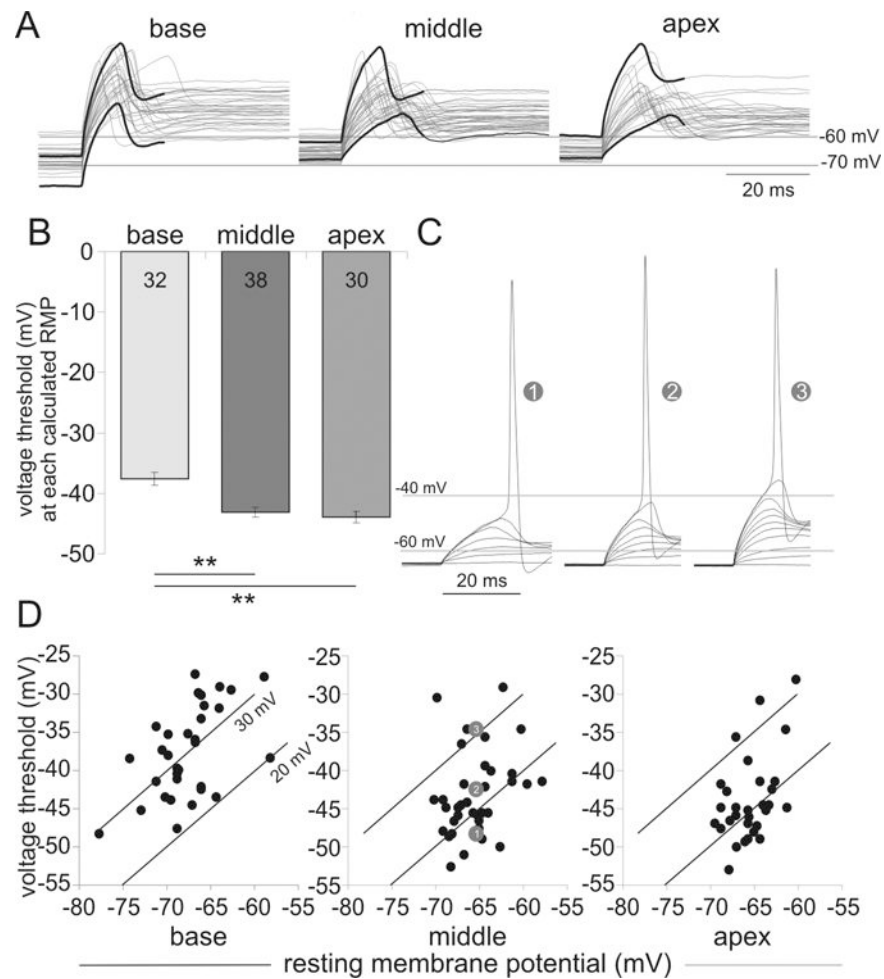 A
base
middle
apex
-60 mV
-70 mV
20 ms
B
base
middle
apex
voltage threshold (mV)
at each calculated RMP
0
-10
-20
-30
-40
-50
32
38
30
**
**
C
1
2
3
-40 mV
-60 mV
20 ms
D
voltage threshold (mV)
-25
-30
-35
-40
-45
-50
-55
30 mV
20 mV
-80 -75 -70 -65 -60 -55
base
-25
-30
-35
-40
-45
-50
-55
3
2
1
-80 -75 -70 -65 -60 -55
middle
-25
-30
-35
-40
-45
-50
-55
-80 -75 -70 -65 -60 -55
apex
resting membrane potential (mV)